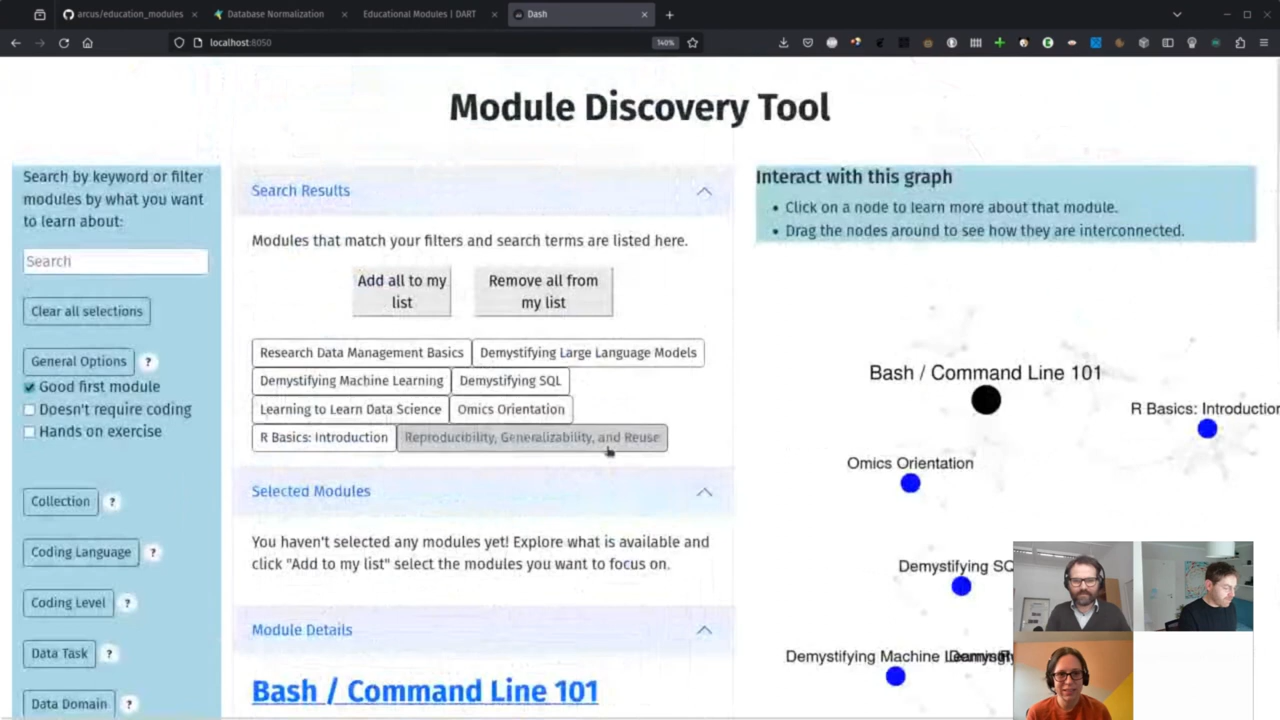 arcus/education_modules
Database Normalization
Educational Modules | DART
Dash
localhost:8050
140%
Module Discovery Tool
Search by keyword or filter
modules by what you want
to learn about:
Search
Clear all selections
General Options ?
Good first module
Doesn't require coding
Hands on exercise
Collection ?
Coding Language ?
Coding Level ?
Data Task ?
Data Domain ?
Search Results
Modules that match your filters and search terms are listed here.
Add all to my
list
Remove all from
my list
Research Data Management Basics
Demystifying Large Language Models
Demystifying Machine Learning
Demystifying SQL
Learning to Learn Data Science
Omics Orientation
R Basics: Introduction
Reproducibility, Generalizability, and Reuse
Selected Modules
You haven't selected any modules yet! Explore what is available and
click "Add to my list" select the modules you want to focus on.
Module Details
Bash / Command Line 101
Interact with this graph
• Click on a node to learn more about that module.
• Drag the nodes around to see how they are interconnected.
Bash / Command Line 101
R Basics: Introduction
Omics Orientation
Demystifying SQ
Demystifying Machine